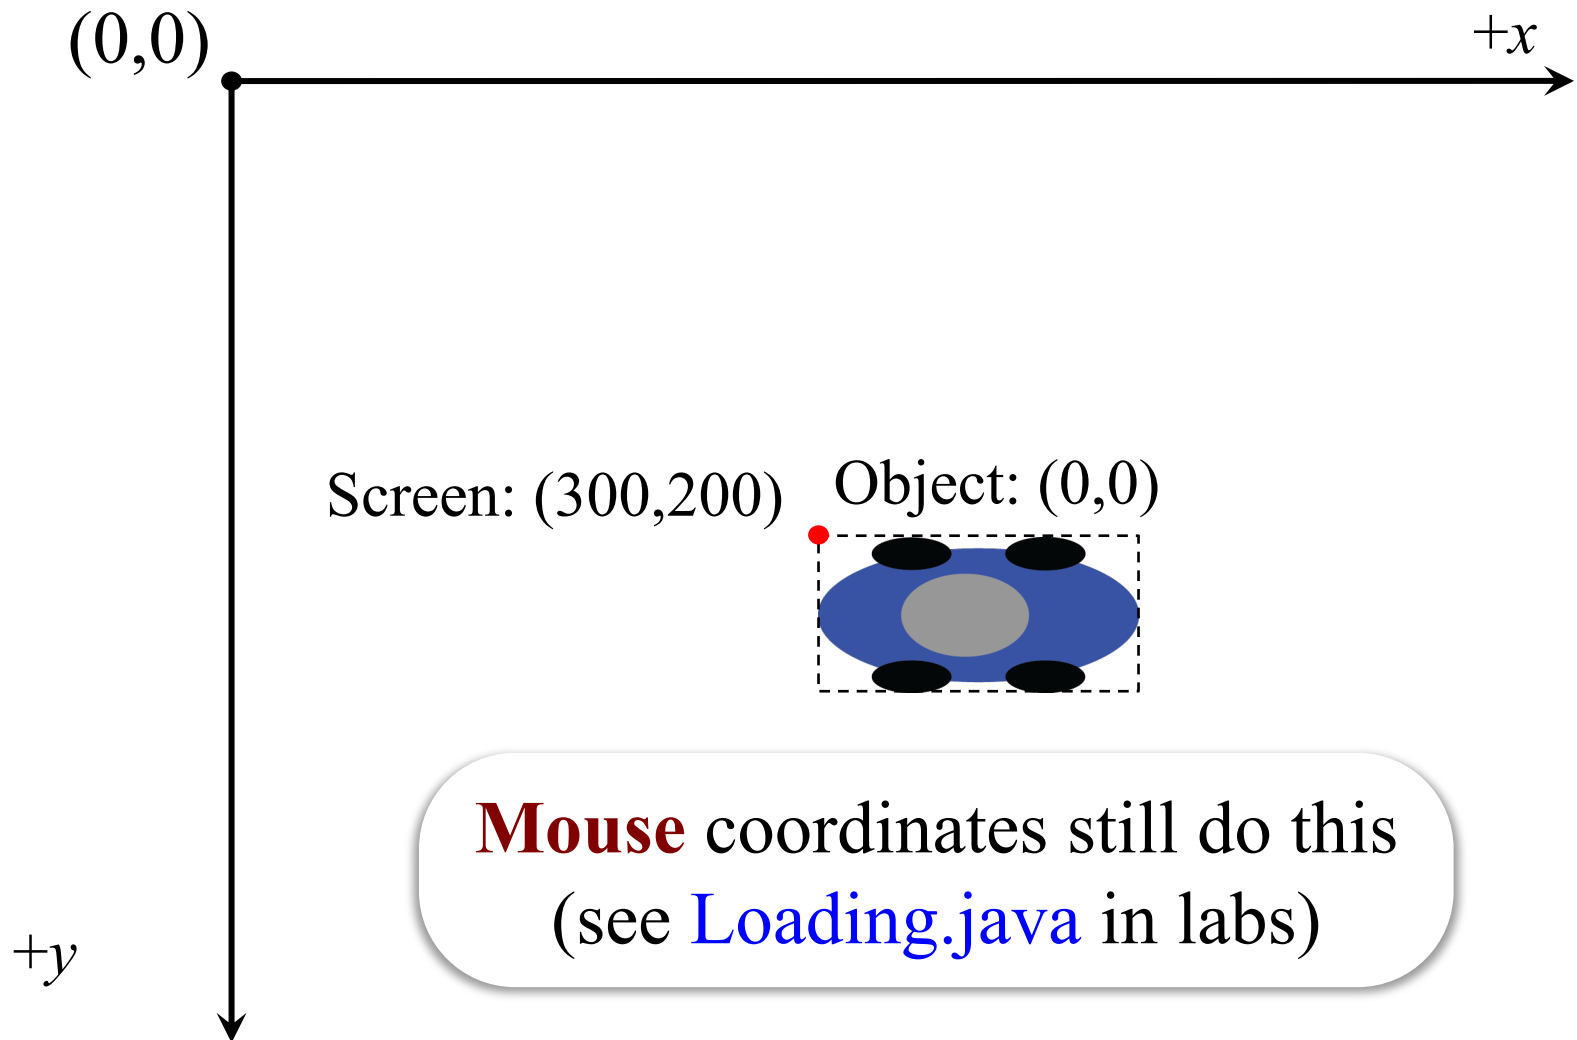 (0,0)
+x
Screen: (300,200)
Object: (0,0)
Mouse coordinates still do this
(see Loading.java in labs)
+y